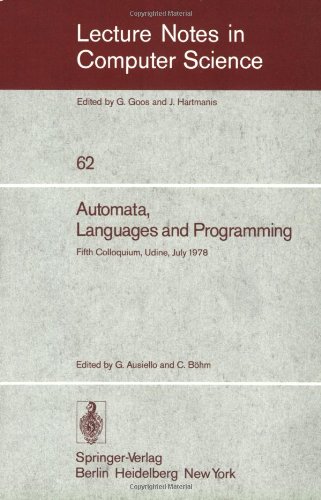 Lecture Notes in
Computer Science
Edited by G. Goos and J. Hartmanis
62
Automata,
Languages and Programming
Fifth Colloquium, Udine, July 1978
Edited by G. Ausiello and C. Böhm
Springer-Verlag
Berlin Heidelberg New York